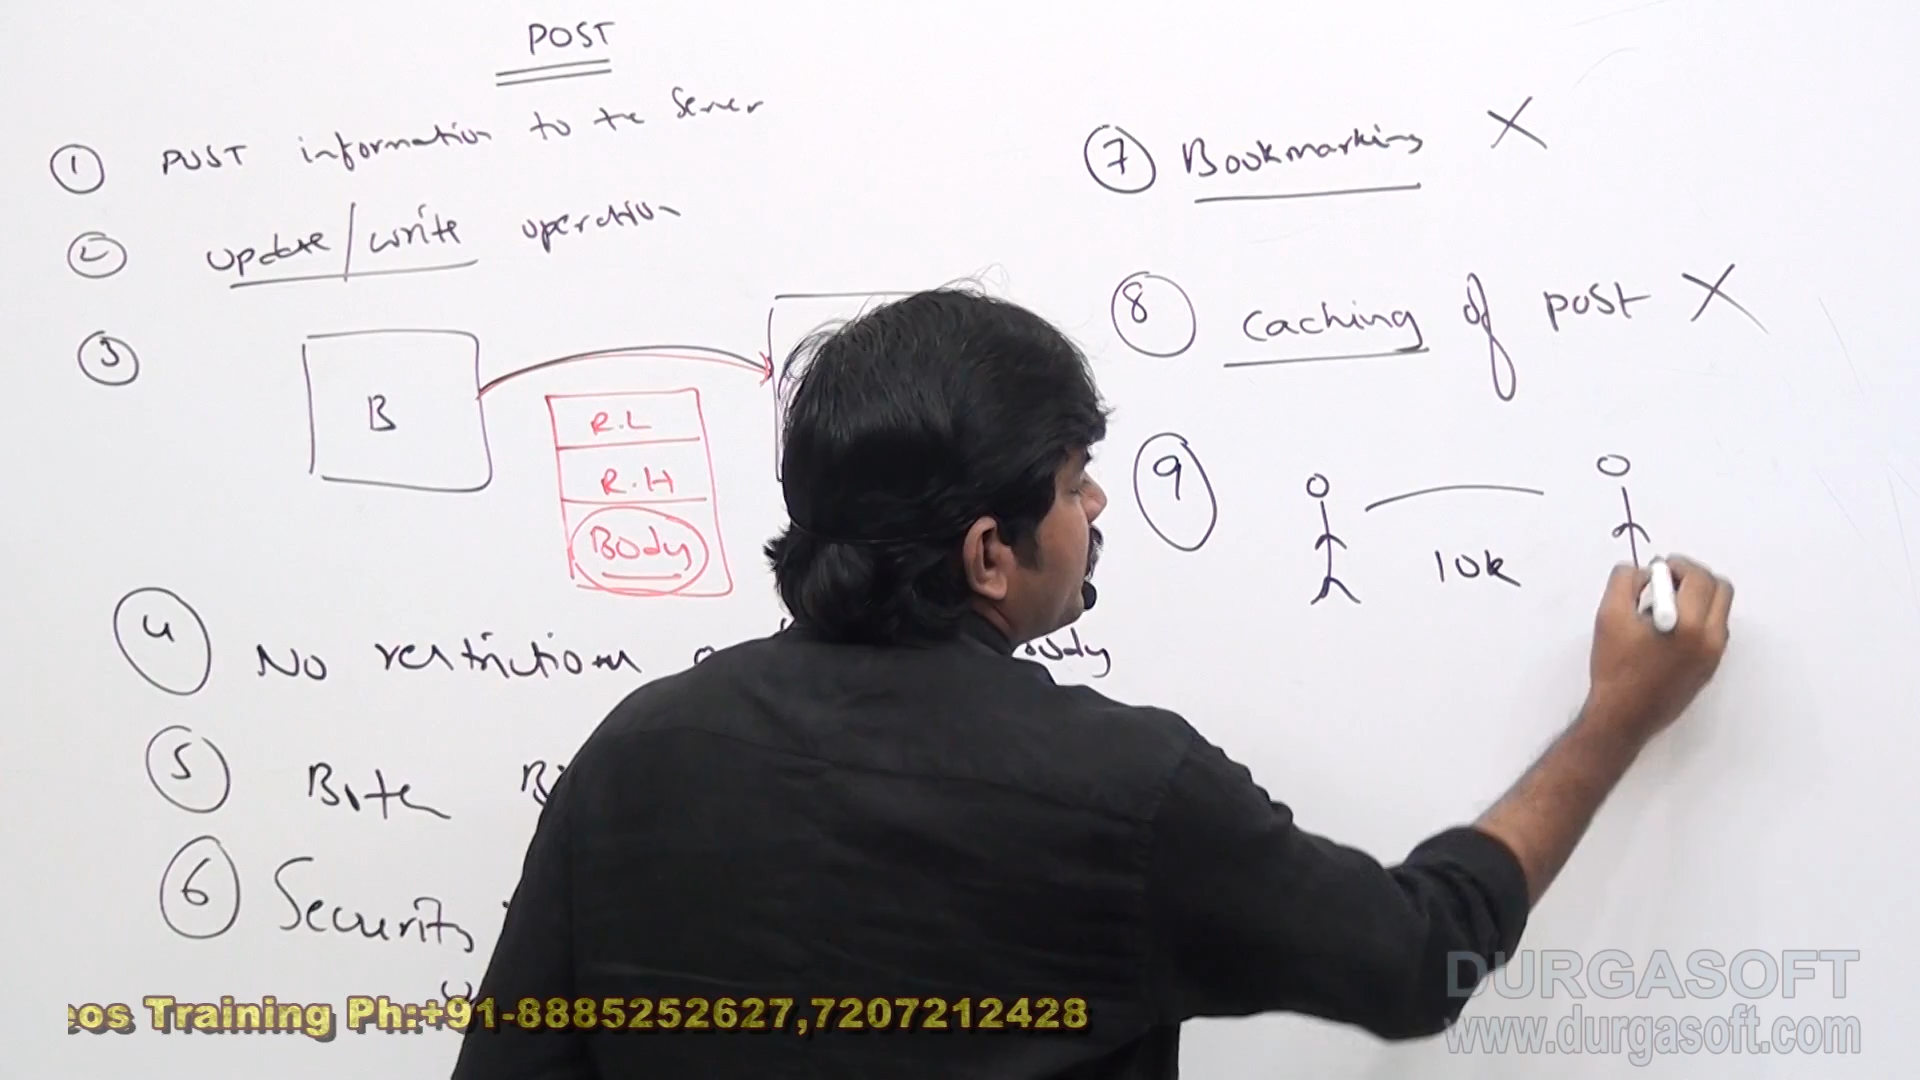 POST
① POST information to the Server
② update/write operation
③
B
R.L
R.H
Body
④ No restrictions body
⑤
⑥ Security
⑦ Bookmarking X
⑧ Caching of post X
⑨
10k
eos Training Ph:+91-8885252627,7207212428
DURGASOFT
www.durgasoft.com